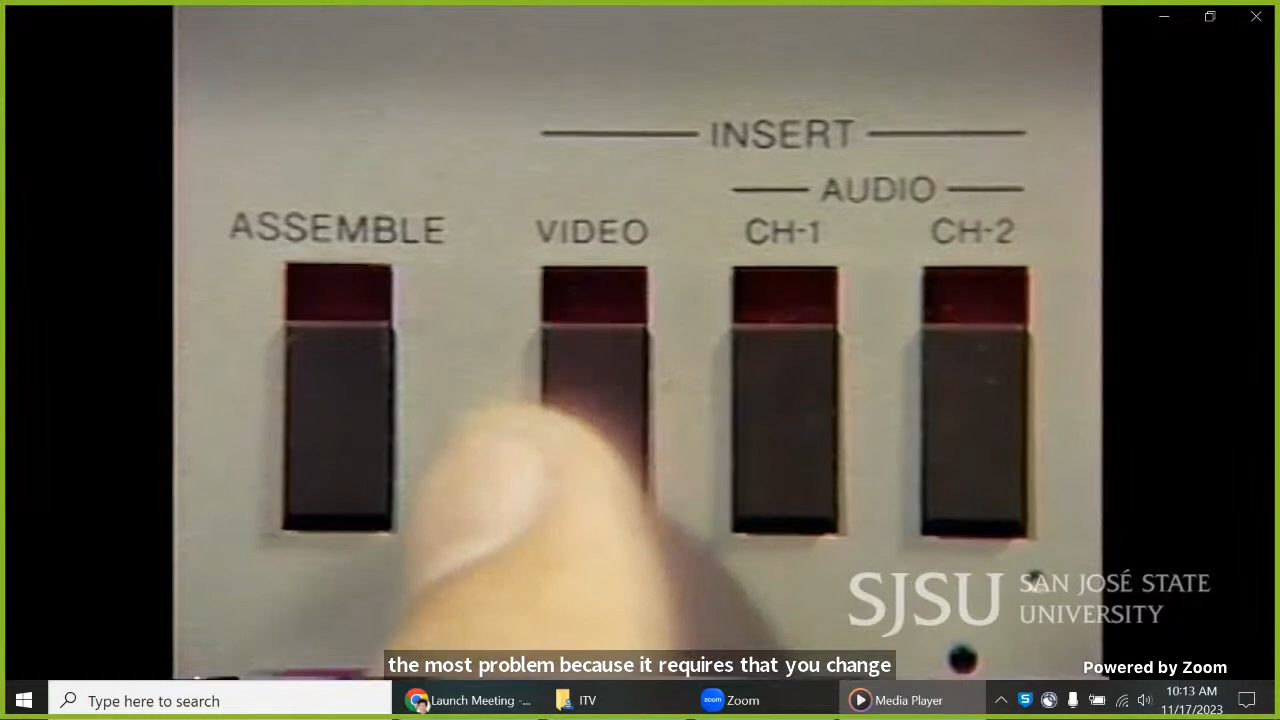 INSERT
AUDIO
ASSEMBLE VIDEO CH-1 CH-2
SJSU SAN JOSÉ STATE
UNIVERSITY
the most problem because it requires that you change
Powered by Zoom
Type here to search
Launch Meeting -...
ITV
Zoom
Media Player
10:13 AM
11/17/2023